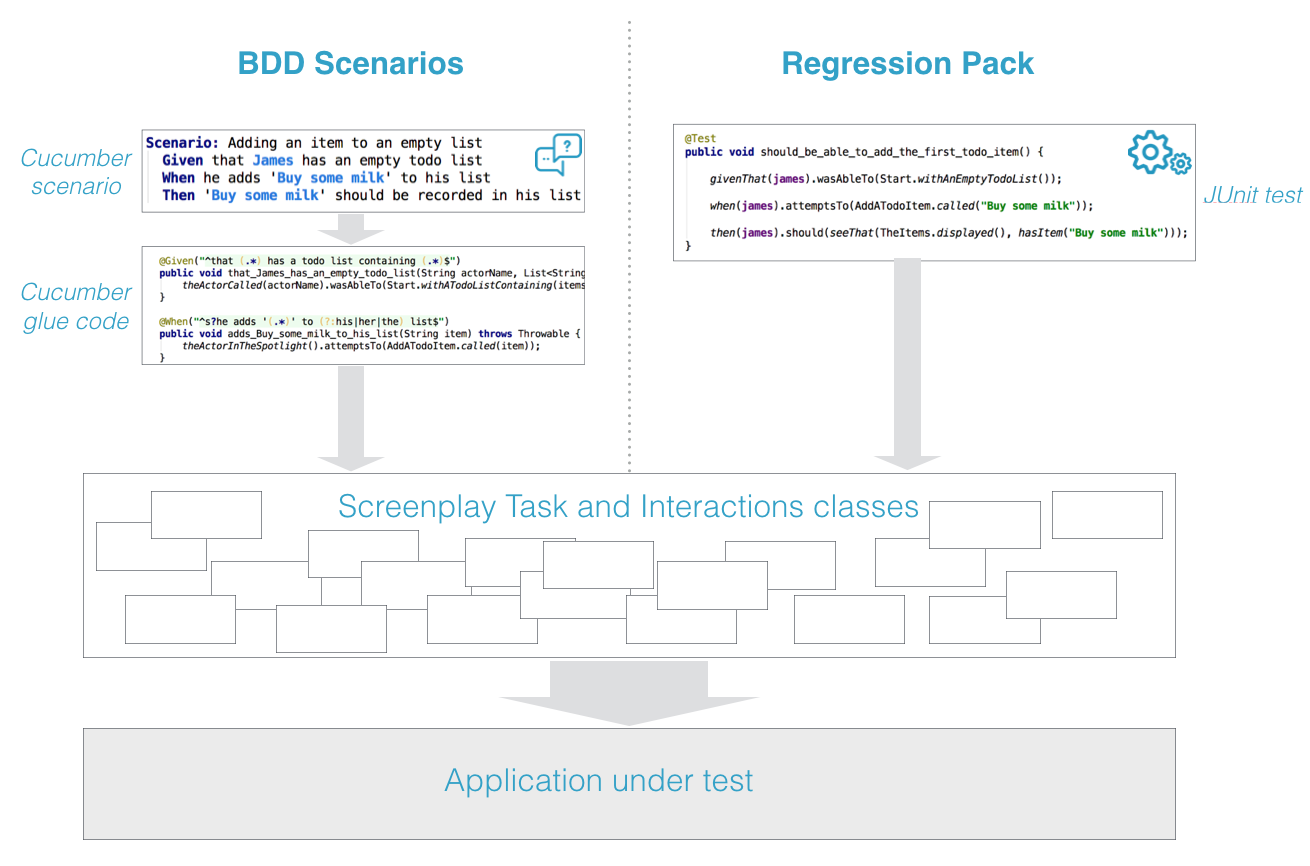 BDD Scenarios
Regression Pack
Cucumber
scenario
Scenario: Adding an item to an empty list
Given that James has an empty todo list
When he adds 'Buy some milk' to his list
Then 'Buy some milk' should be recorded in his list
?
Cucumber
glue code
@Given("^that (.*) has a todo list containing (.*)$")
public void that_James_has_an_empty_todo_list(String actorName, List<String
theActorCalled(actorName).wasAbleTo(Start.withATodoListContaining(items
}
@When("^s?he adds '(.*)' to (?:his|her|the) list$")
public void adds_Buy_some_milk_to_his_list(String item) throws Throwable {
theActorInTheSpotlight().attemptsTo(AddATodoItem.called(item));
}
@Test
public void should_be_able_to_add_the_first_todo_item() {
givenThat(james).wasAbleTo(Start.withAnEmptyTodoList());
when(james).attemptsTo(AddATodoItem.called("Buy some milk"));
then(james).should(seeThat(TheItems.displayed(), hasItem("Buy some milk")));
}
JUnit test
Screenplay Task and Interactions classes
Application under test